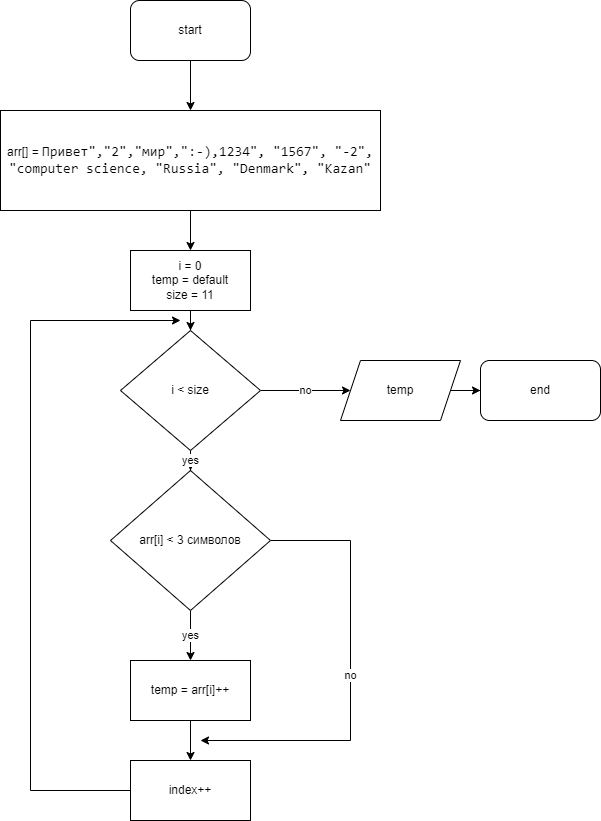 start
arr[] = Привет","2","мир",":-),1234", "1567", "-2",
"computer science, "Russia", "Denmark", "Kazan"
i = 0
temp = default
size = 11
i < size
no
temp
end
yes
arr[i] < 3 символов
yes
no
temp = arr[i]++
index++